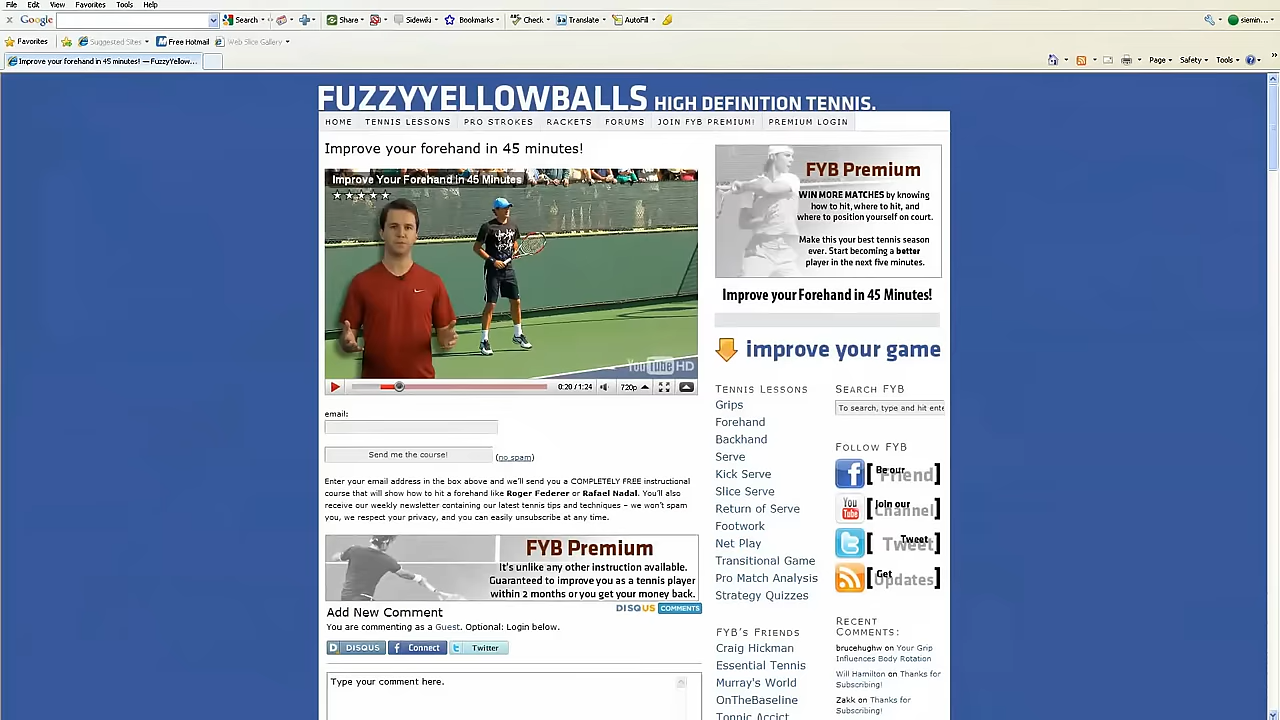 File Edit View Favorites Tools Help
Google Search Share Sidewiki Bookmarks Check Translate AutoFill siemin...
Favorites Suggested Sites Free Hotmail Web Slice Gallery
Improve your forehand in 45 minutes! — FuzzyYellow... Page Safety Tools
FUZZYYELLOWBALLS HIGH DEFINITION TENNIS.
HOME TENNIS LESSONS PRO STROKES RACKETS FORUMS JOIN FYB PREMIUM! PREMIUM LOGIN
Improve your forehand in 45 minutes!
Improve Your Forehand in 45 Minutes
YouTube HD
0:20 / 1:24 720p
email:
Send me the course! (no spam)
Enter your email address in the box above and we'll send you a COMPLETELY FREE instructional
course that will show how to hit a forehand like Roger Federer or Rafael Nadal. You'll also
receive our weekly newsletter containing our latest tennis tips and techniques – we won't spam
you, we respect your privacy, and you can easily unsubscribe at any time.
FYB Premium
It's unlike any other instruction available.
Guaranteed to improve you as a tennis player
within 2 months or you get your money back.
Add New Comment DISQUS COMMENTS
You are commenting as a Guest. Optional: Login below.
D DISQUS f Connect t Twitter
Type your comment here.
FYB Premium
WIN MORE MATCHES by knowing
how to hit, where to hit, and
where to position yourself on court.
Make this your best tennis season
ever. Start becoming a better
player in the next five minutes.
Improve your Forehand in 45 Minutes!
improve your game
TENNIS LESSONS
Grips
Forehand
Backhand
Serve
Kick Serve
Slice Serve
Return of Serve
Footwork
Net Play
Transitional Game
Pro Match Analysis
Strategy Quizzes
FYB'S FRIENDS
Craig Hickman
Essential Tennis
Murray's World
OnTheBaseline
SEARCH FYB
To search, type and hit ente
FOLLOW FYB
f [ Be our Friend ]
You Tube [ Join our Channel ]
t [ Tweet Tweet ]
[ Get Updates ]
RECENT
COMMENTS:
brucehughw on Your Grip
Influences Body Rotation
Will Hamilton on Thanks for
Subscribing!
Zakk on Thanks for
Subscribing!